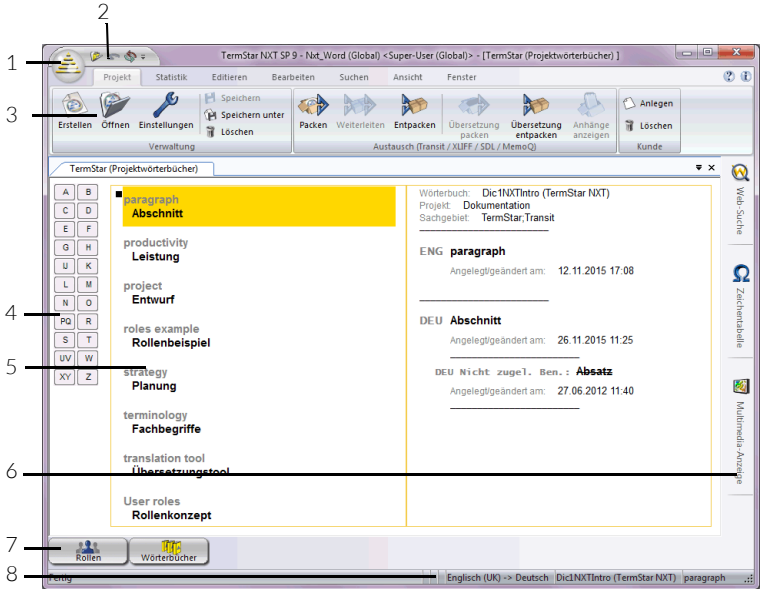 2
1
TermStar NXT SP 9 - Nxt_Word (Global) <Super-User (Global)> - [TermStar (Projektwörterbücher) ]
Projekt Statistik Editieren Bearbeiten Suchen Ansicht Fenster
3
Erstellen Öffnen Einstellungen
Speichern
Speichern unter
Löschen
Verwaltung
Packen Weiterleiten Entpacken Übersetzung packen Übersetzung entpacken Anhänge anzeigen
Austausch (Transit / XLIFF / SDL / MemoQ)
Anlegen
Löschen
Kunde
TermStar (Projektwörterbücher)
4
A B
C D
E F
G H
IJ K
L M
N O
PQ R
S T
UV W
XY Z
5
paragraph
Abschnitt
productivity
Leistung
project
Entwurf
roles example
Rollenbeispiel
strategy
Planung
terminology
Fachbegriffe
translation tool
Übersetzungstool
User roles
Rollenkonzept
Wörterbuch: Dic1NXTIntro (TermStar NXT)
Projekt: Dokumentation
Sachgebiet: TermStar;Transit
ENG paragraph
Angelegt/geändert am: 12.11.2015 17:08
DEU Abschnitt
Angelegt/geändert am: 26.11.2015 11:25
DEU Nicht zugel. Ben.: Absatz
Angelegt/geändert am: 27.06.2012 11:40
Web-Suche
Zeichentabelle
Multimedia-Anzeige
6
7
Rollen Wörterbücher
8
Fertig
Englisch (UK) -> Deutsch Dic1NXTIntro (TermStar NXT) paragraph